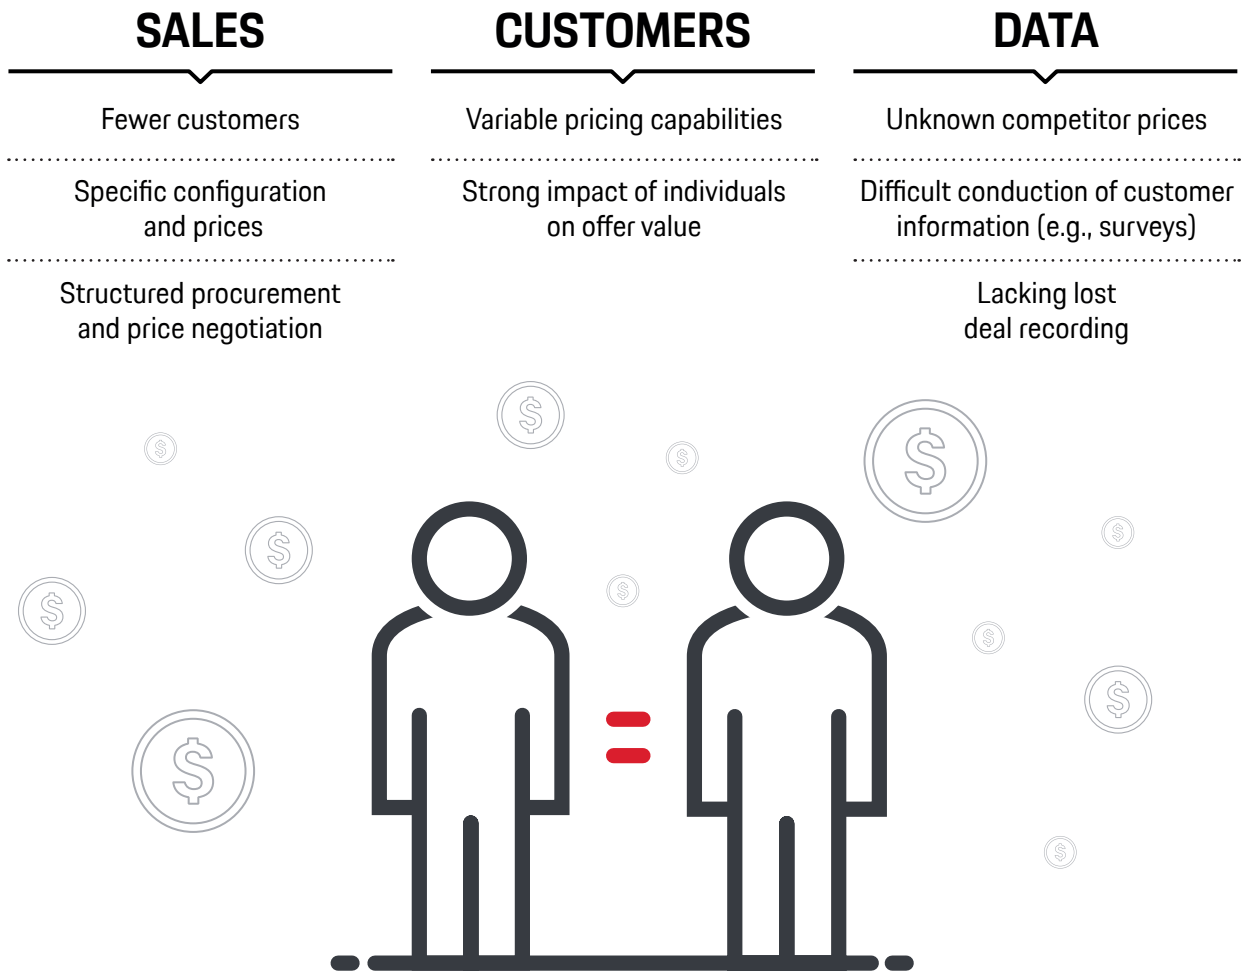 SALES
Fewer customers
Specific configuration
and prices
Structured procurement
and price negotiation
CUSTOMERS
Variable pricing capabilities
Strong impact of individuals
on offer value
DATA
Unknown competitor prices
Difficult conduction of customer
information (e.g., surveys)
Lacking lost
deal recording
$
$
$
$
$
$
$
$
$
$
$
$
=